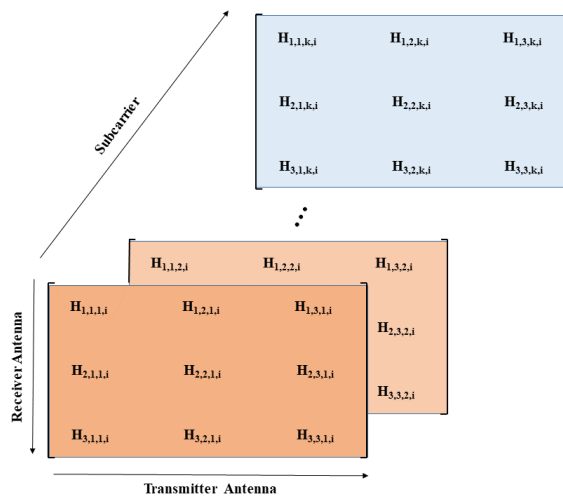 H1,1,k,i H1,2,k,i H1,3,k,i
H2,1,k,i H2,2,k,i H2,3,k,i
H3,1,k,i H3,2,k,i H3,3,k,i
Subcarrier
H1,1,2,i H1,2,2,i H1,3,2,i
H2,3,2,i
H3,3,2,i
H1,1,1,i H1,2,1,i H1,3,1,i
H2,1,1,i H2,2,1,i H2,3,1,i
H3,1,1,i H3,2,1,i H3,3,1,i
Receiver Antenna
Transmitter Antenna